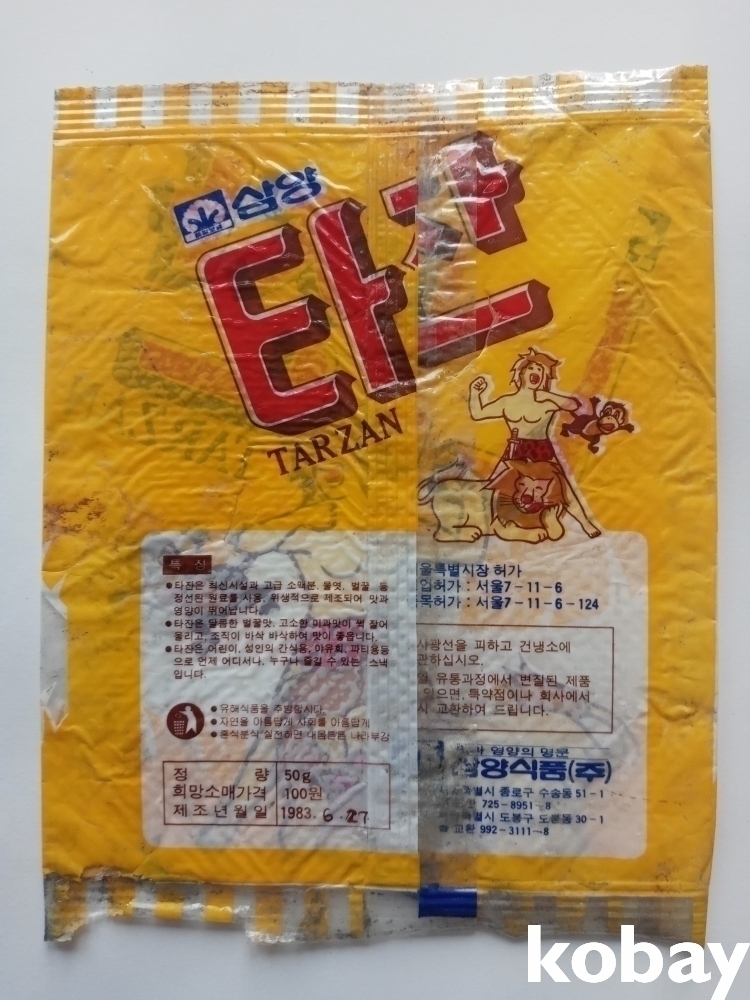 삼양
타잔
TARZAN
특 징
● 타잔은 최신시설과 고급 소맥분, 물엿, 벌꿀 등
정선된 원료를 사용, 위생적으로 제조되어 맛과
영양이 뛰어납니다.
● 타잔은 달콤한 벌꿀맛, 고소한 미과맛이 썩 잘어
울리고, 조직이 바삭 바삭하여 맛이 좋읍니다.
● 타잔은 어린이, 성인의 간식용, 야유회, 파티용등
으로 언제 어디서나, 누구나 즐길 수 있는 스낵
입니다.
● 유해식품을 추방합시다.
● 자연을 아름답게 사회를 아름답게
● 혼식분식 실천하면 내몸튼튼 나라부강
정 량 50g
희망소매가격 100원
제조년월일 1983. 6. 27
울특별시장 허가
업허가 : 서울7-11-6
목허가 : 서울7-11-6-124
사광선을 피하고 건냉소에
관하십시오.
유통과정에서 변질된 제품
있으면, 특약점이나 회사에서
시 교환하여 드립니다.
영양의 명문
삼양식품(주)
별시 종로구 수송동 51-1
725-8951~8
별시 도봉구 도봉동 30-1
교환 992-3111~8
kobay